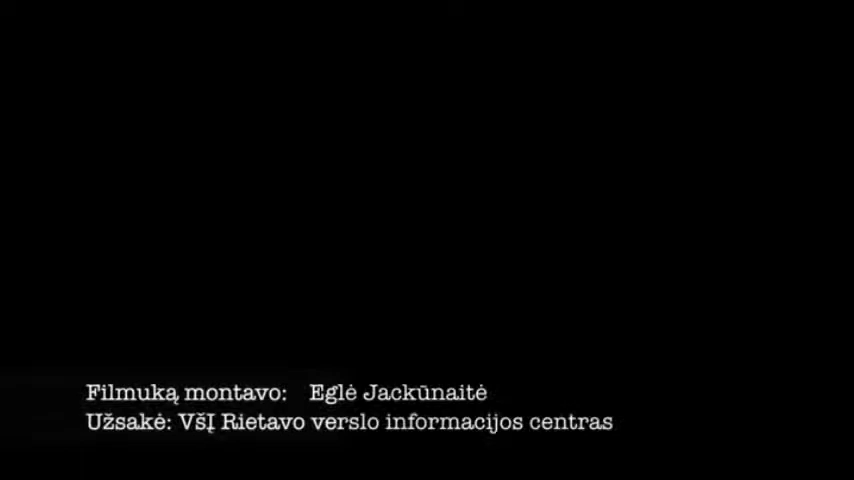 Filmuką montavo: Eglė Jackūnaitė
Užsakė: VšĮ Rietavo verslo informacijos centras